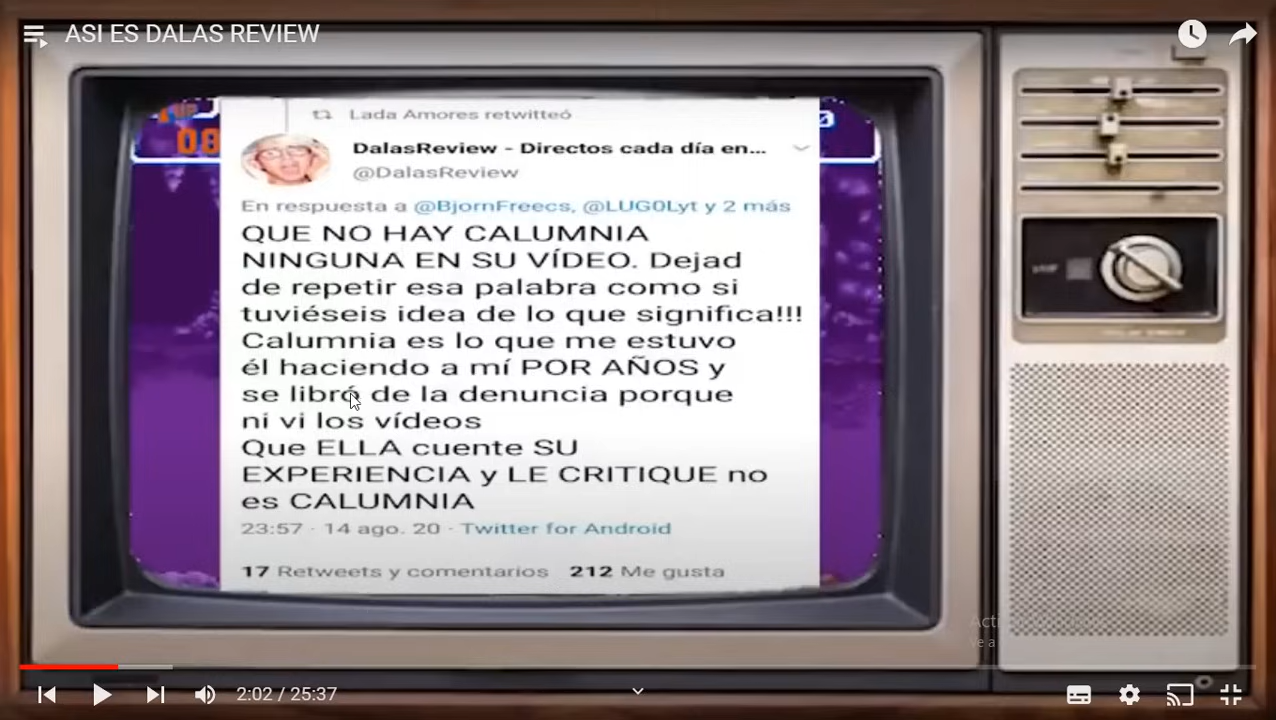 ASI ES DALAS REVIEW
1UP
08
0
Lada Amores retwitteó
DalasReview - Directos cada día en...
@DalasReview
En respuesta a @BjornFreecs, @LUG0Lyt y 2 más
QUE NO HAY CALUMNIA
NINGUNA EN SU VÍDEO. Dejad
de repetir esa palabra como si
tuviéseis idea de lo que significa!!!
Calumnia es lo que me estuvo
él haciendo a mí POR AÑOS y
se libró de la denuncia porque
ni vi los vídeos
Que ELLA cuente SU
EXPERIENCIA y LE CRITIQUE no
es CALUMNIA
23:57 · 14 ago. 20 · Twitter for Android
17 Retweets y comentarios 212 Me gusta
Ve a
2:02 / 25:37